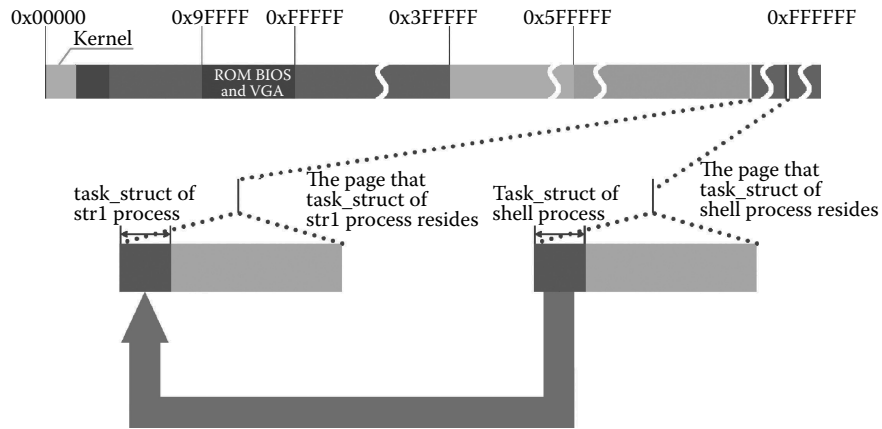 0x00000 0x9FFFF 0xFFFFF 0x3FFFFF 0x5FFFFF 0xFFFFFF
Kernel
ROM BIOS
and VGA
task_struct of
str1 process
The page that
task_struct of
str1 process resides
Task_struct of
shell process
The page that
task_struct of
shell process resides